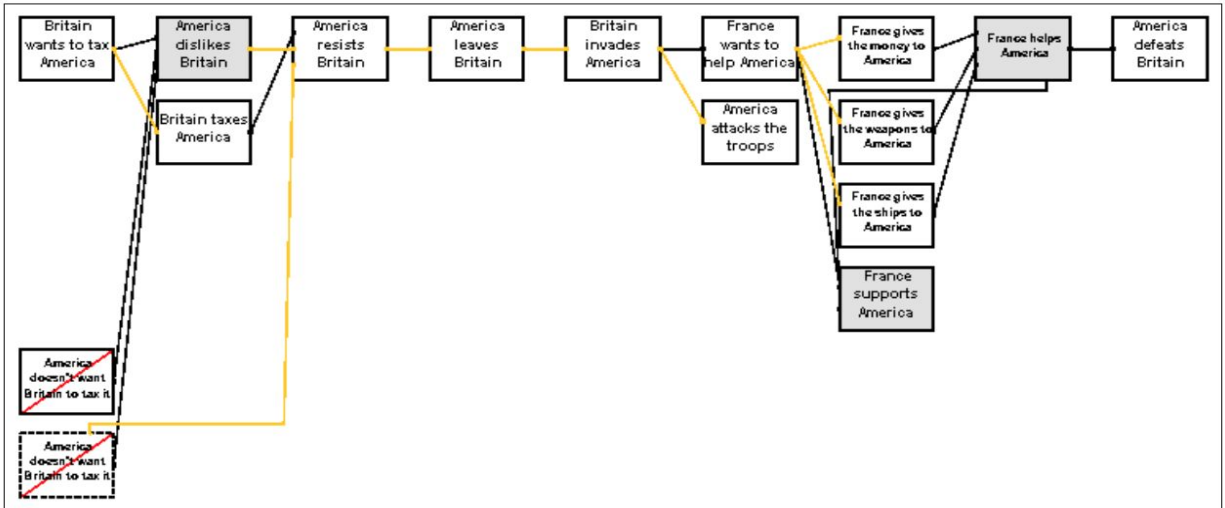 Britain
wants to tax
America
America
dislikes
Britain
America
resists
Britain
America
leaves
Britain
Britain
invades
America
France
wants to
help America
France gives
the money to
America
France helps
America
America
defeats
Britain
Britain taxes
America
America
attacks the
troops
France gives
the weapons to
America
France gives
the ships to
America
France
supports
America
America
doesn't want
Britain to tax it
America
doesn't want
Britain to tax it